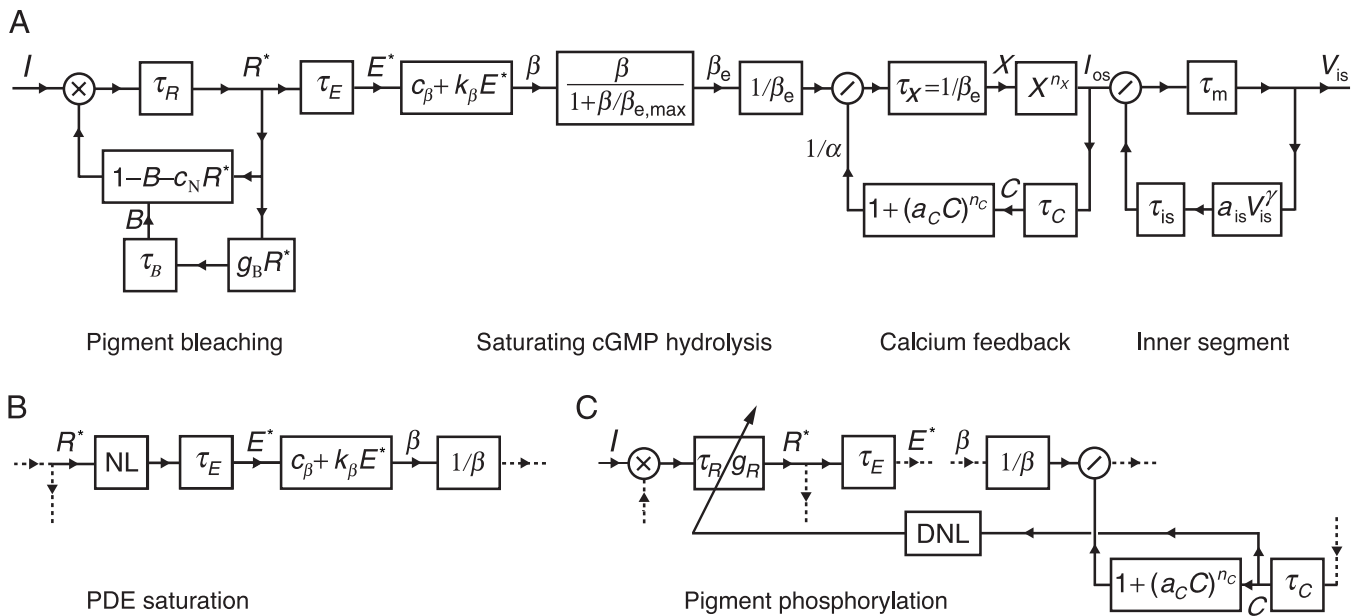 A
I × τ_R R* τ_E E* c_β + k_β E* β β/(1+β/β_e,max) β_e 1/β_e ∕ τ_X = 1/β_e X X^n_X I_os ∕ τ_m V_is
1/α
1–B–c_N R* 1 + (a_C C)^n_C C τ_C τ_is a_is V_is^γ
B
τ_B g_B R*
Pigment bleaching Saturating cGMP hydrolysis Calcium feedback Inner segment
B
R* NL τ_E E* c_β + k_β E* β 1/β
PDE saturation
C
I × τ_R g_R R* τ_E E* β 1/β ∕
DNL
1 + (a_C C)^n_C C τ_C
Pigment phosphorylation